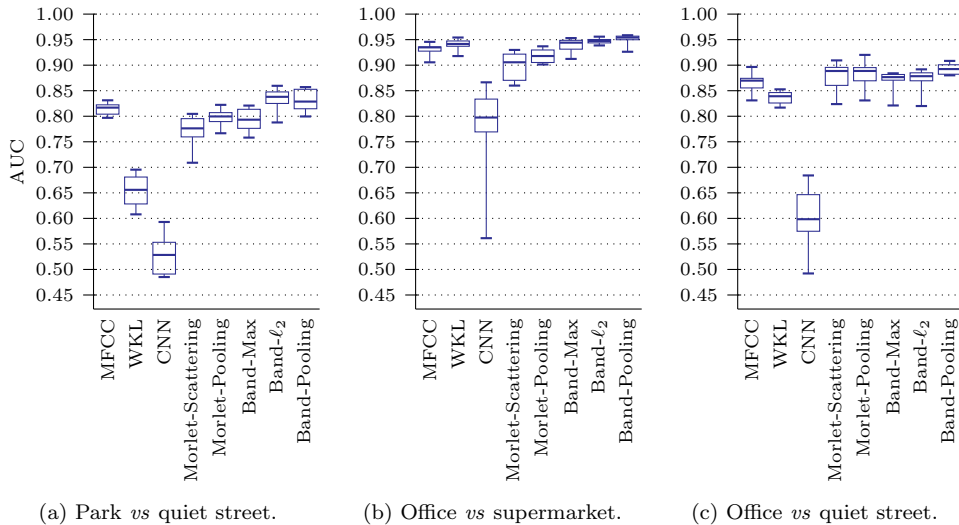 AUC
1.00
0.95
0.90
0.85
0.80
0.75
0.70
0.65
0.60
0.55
0.50
0.45
MFCC
WKL
CNN
Morlet-Scattering
Morlet-Pooling
Band-Max
Band-ℓ₂
Band-Pooling
(a) Park vs quiet street.
1.00
0.95
0.90
0.85
0.80
0.75
0.70
0.65
0.60
0.55
0.50
0.45
MFCC
WKL
CNN
Morlet-Scattering
Morlet-Pooling
Band-Max
Band-ℓ₂
Band-Pooling
(b) Office vs supermarket.
1.00
0.95
0.90
0.85
0.80
0.75
0.70
0.65
0.60
0.55
0.50
0.45
MFCC
WKL
CNN
Morlet-Scattering
Morlet-Pooling
Band-Max
Band-ℓ₂
Band-Pooling
(c) Office vs quiet street.